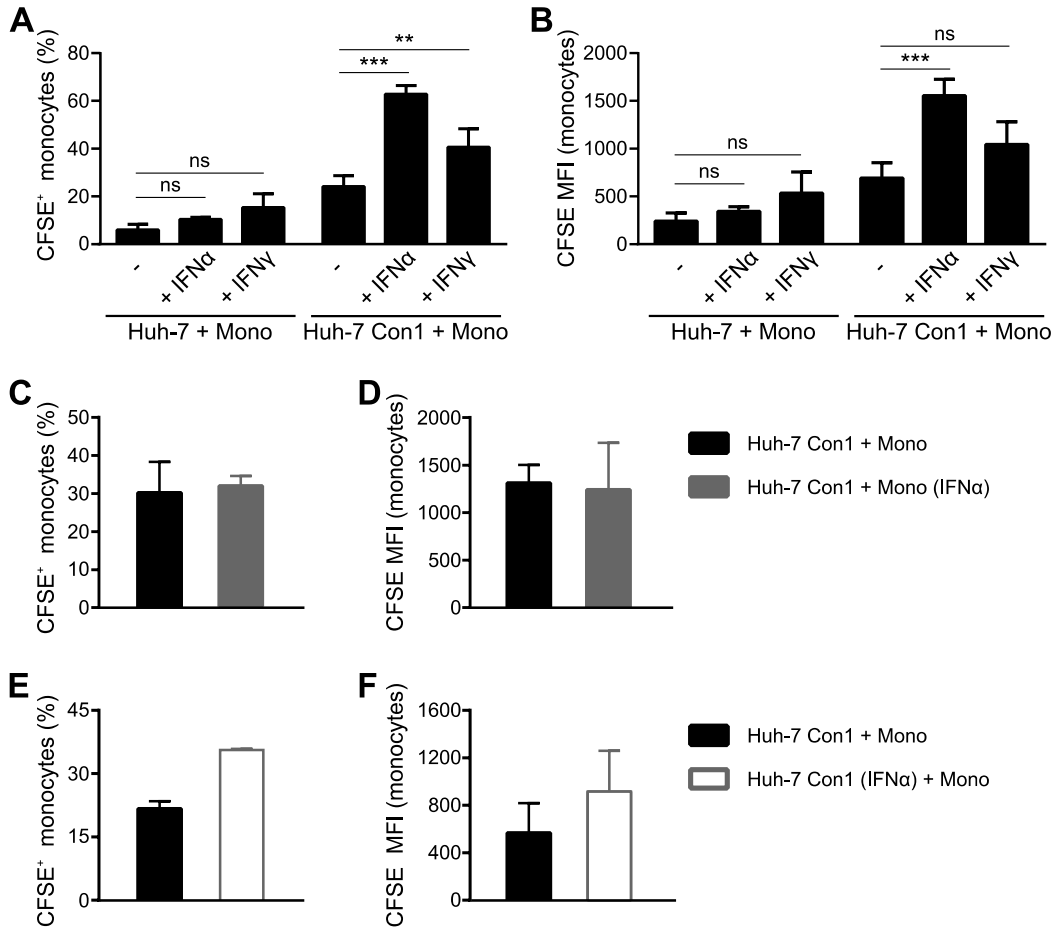 A
CFSE⁺ monocytes (%)
80
60
40
20
0
ns
ns
***
**
-
+ IFNα
+ IFNγ
-
+ IFNα
+ IFNγ
Huh-7 + Mono
Huh-7 Con1 + Mono
B
CFSE MFI (monocytes)
2000
1500
1000
500
0
ns
ns
***
ns
-
+ IFNα
+ IFNγ
-
+ IFNα
+ IFNγ
Huh-7 + Mono
Huh-7 Con1 + Mono
C
CFSE⁺ monocytes (%)
50
40
30
20
10
0
D
CFSE MFI (monocytes)
2000
1500
1000
500
0
Huh-7 Con1 + Mono
Huh-7 Con1 + Mono (IFNα)
E
CFSE⁺ monocytes (%)
45
30
15
0
F
CFSE MFI (monocytes)
1600
1200
800
400
0
Huh-7 Con1 + Mono
Huh-7 Con1 (IFNα) + Mono